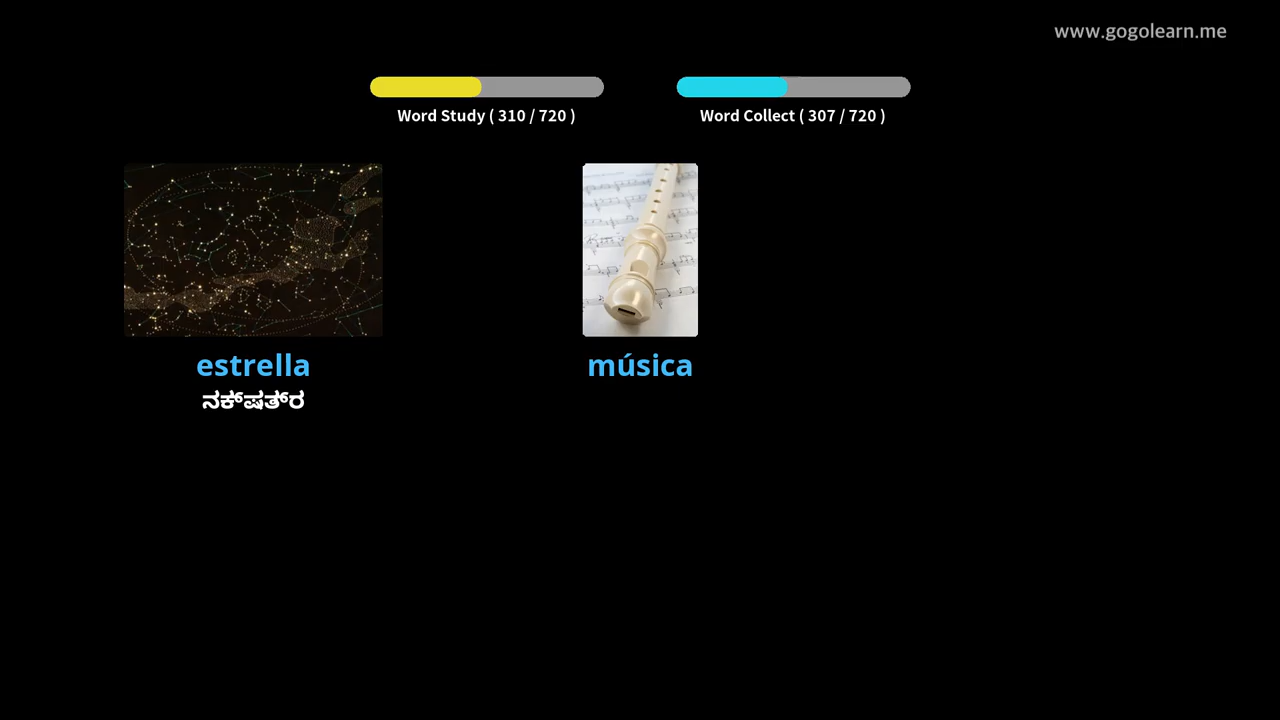 www.gogolearn.me
Word Study ( 310 / 720 )
Word Collect ( 307 / 720 )
estrella
ನಕ್‌ಷತ್‌ರ
música